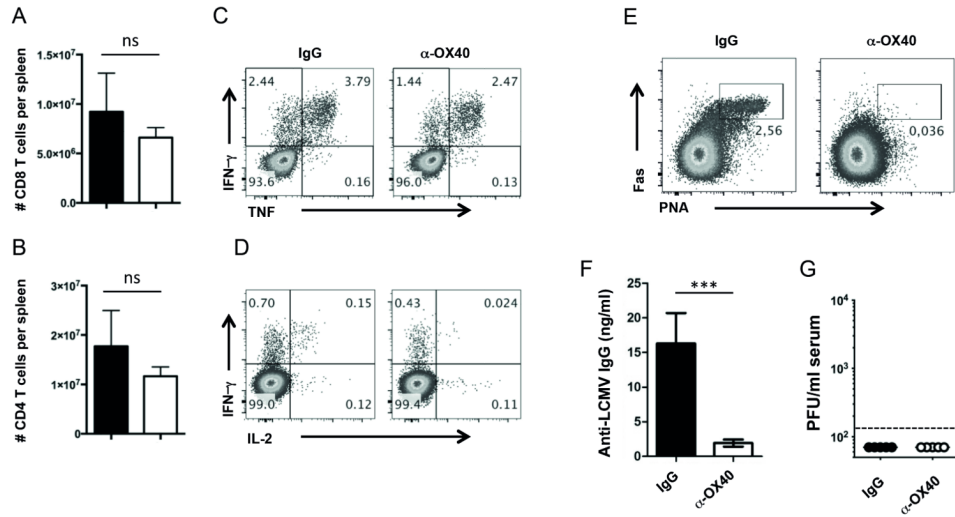 A
ns
# CD8 T cells per spleen
1.5×10⁷
1.0×10⁷
5.0×10⁶
0.0
B
ns
# CD4 T cells per spleen
3×10⁷
2×10⁷
1×10⁷
0
C
IgG
α-OX40
2.44
3.79
1.44
2.47
93.6
0.16
96.0
0.13
IFN-γ
TNF
D
0.70
0.15
0.43
0.024
99.0
0.12
99.4
0.11
IFN-γ
IL-2
E
IgG
α-OX40
2,56
0,036
Fas
PNA
F
***
Anti-LCMV IgG (ng/ml)
25
20
15
10
5
0
IgG
α-OX40
G
PFU/ml serum
10⁴
10³
10²
IgG
α-OX40